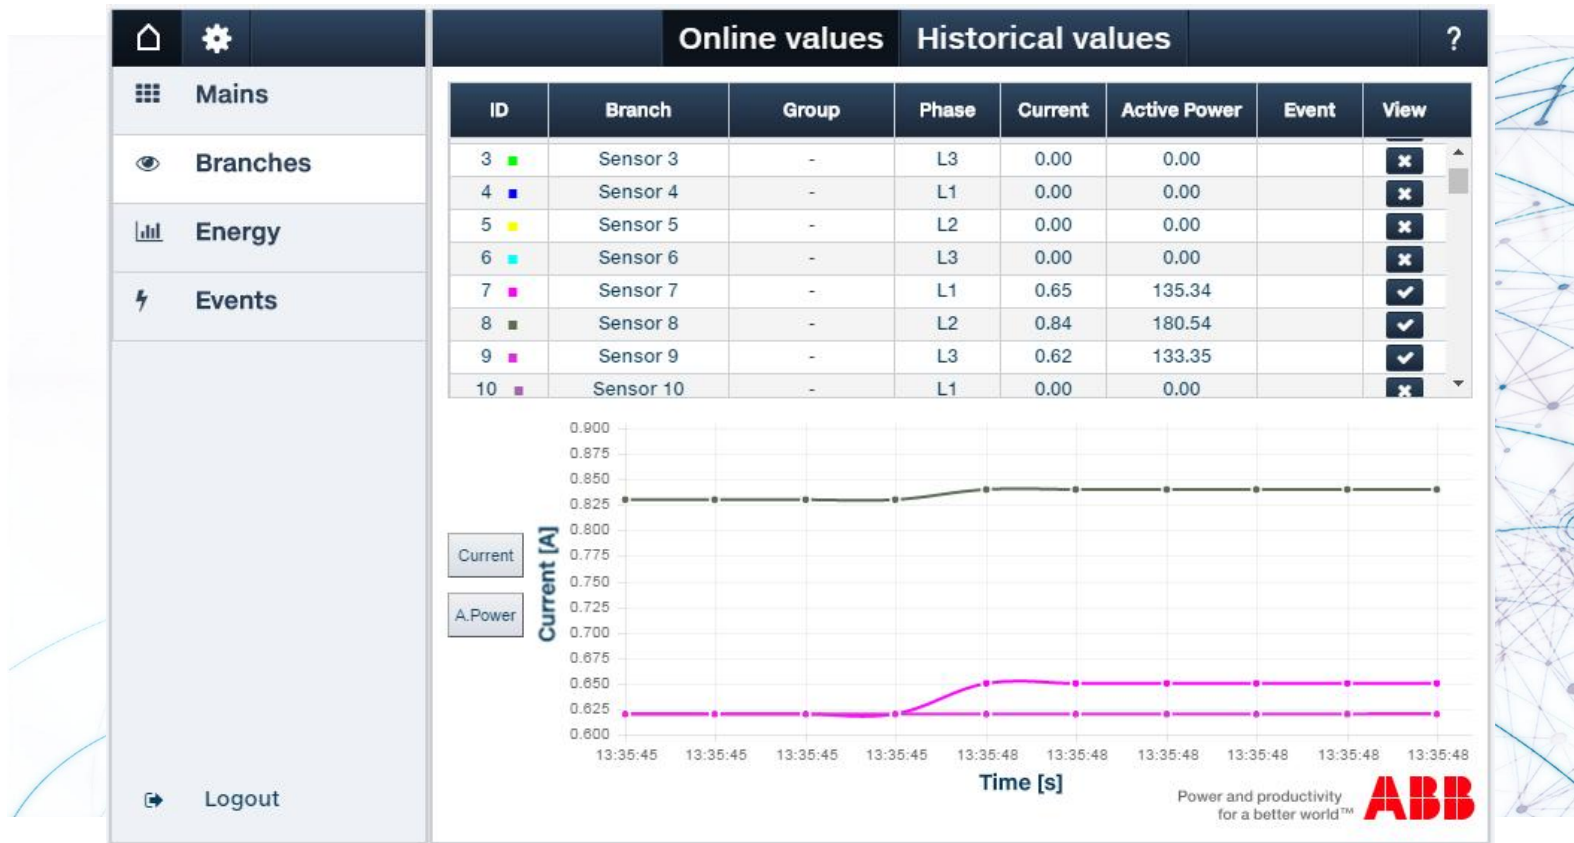 Online values Historical values ?
Mains
Branches
Energy
Events
Logout
ID Branch Group Phase Current Active Power Event View
3 Sensor 3 - L3 0.00 0.00
4 Sensor 4 - L1 0.00 0.00
5 Sensor 5 - L2 0.00 0.00
6 Sensor 6 - L3 0.00 0.00
7 Sensor 7 - L1 0.65 135.34
8 Sensor 8 - L2 0.84 180.54
9 Sensor 9 - L3 0.62 133.35
10 Sensor 10 - L1 0.00 0.00
Current
A.Power
Current [A]
0.900
0.875
0.850
0.825
0.800
0.775
0.750
0.725
0.700
0.675
0.650
0.625
0.600
13:35:45 13:35:45 13:35:45 13:35:45 13:35:48 13:35:48 13:35:48 13:35:48 13:35:48 13:35:48
Time [s]
Power and productivity
for a better world™
ABB